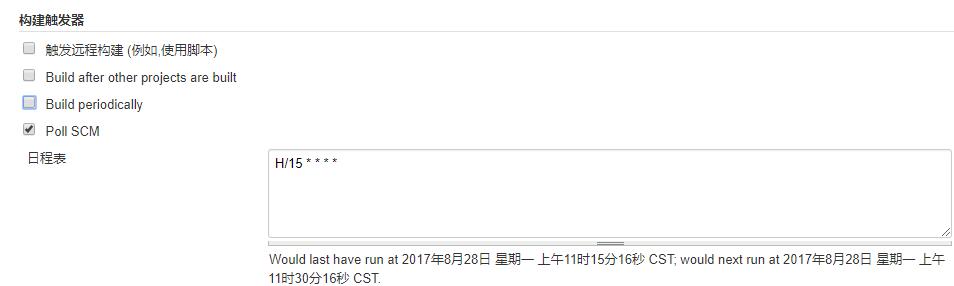 构建触发器
触发远程构建 (例如,使用脚本)
Build after other projects are built
Build periodically
Poll SCM
日程表
H/15 * * * *
Would last have run at 2017年8月28日 星期一 上午11时15分16秒 CST; would next run at 2017年8月28日 星期一 上午
11时30分16秒 CST.